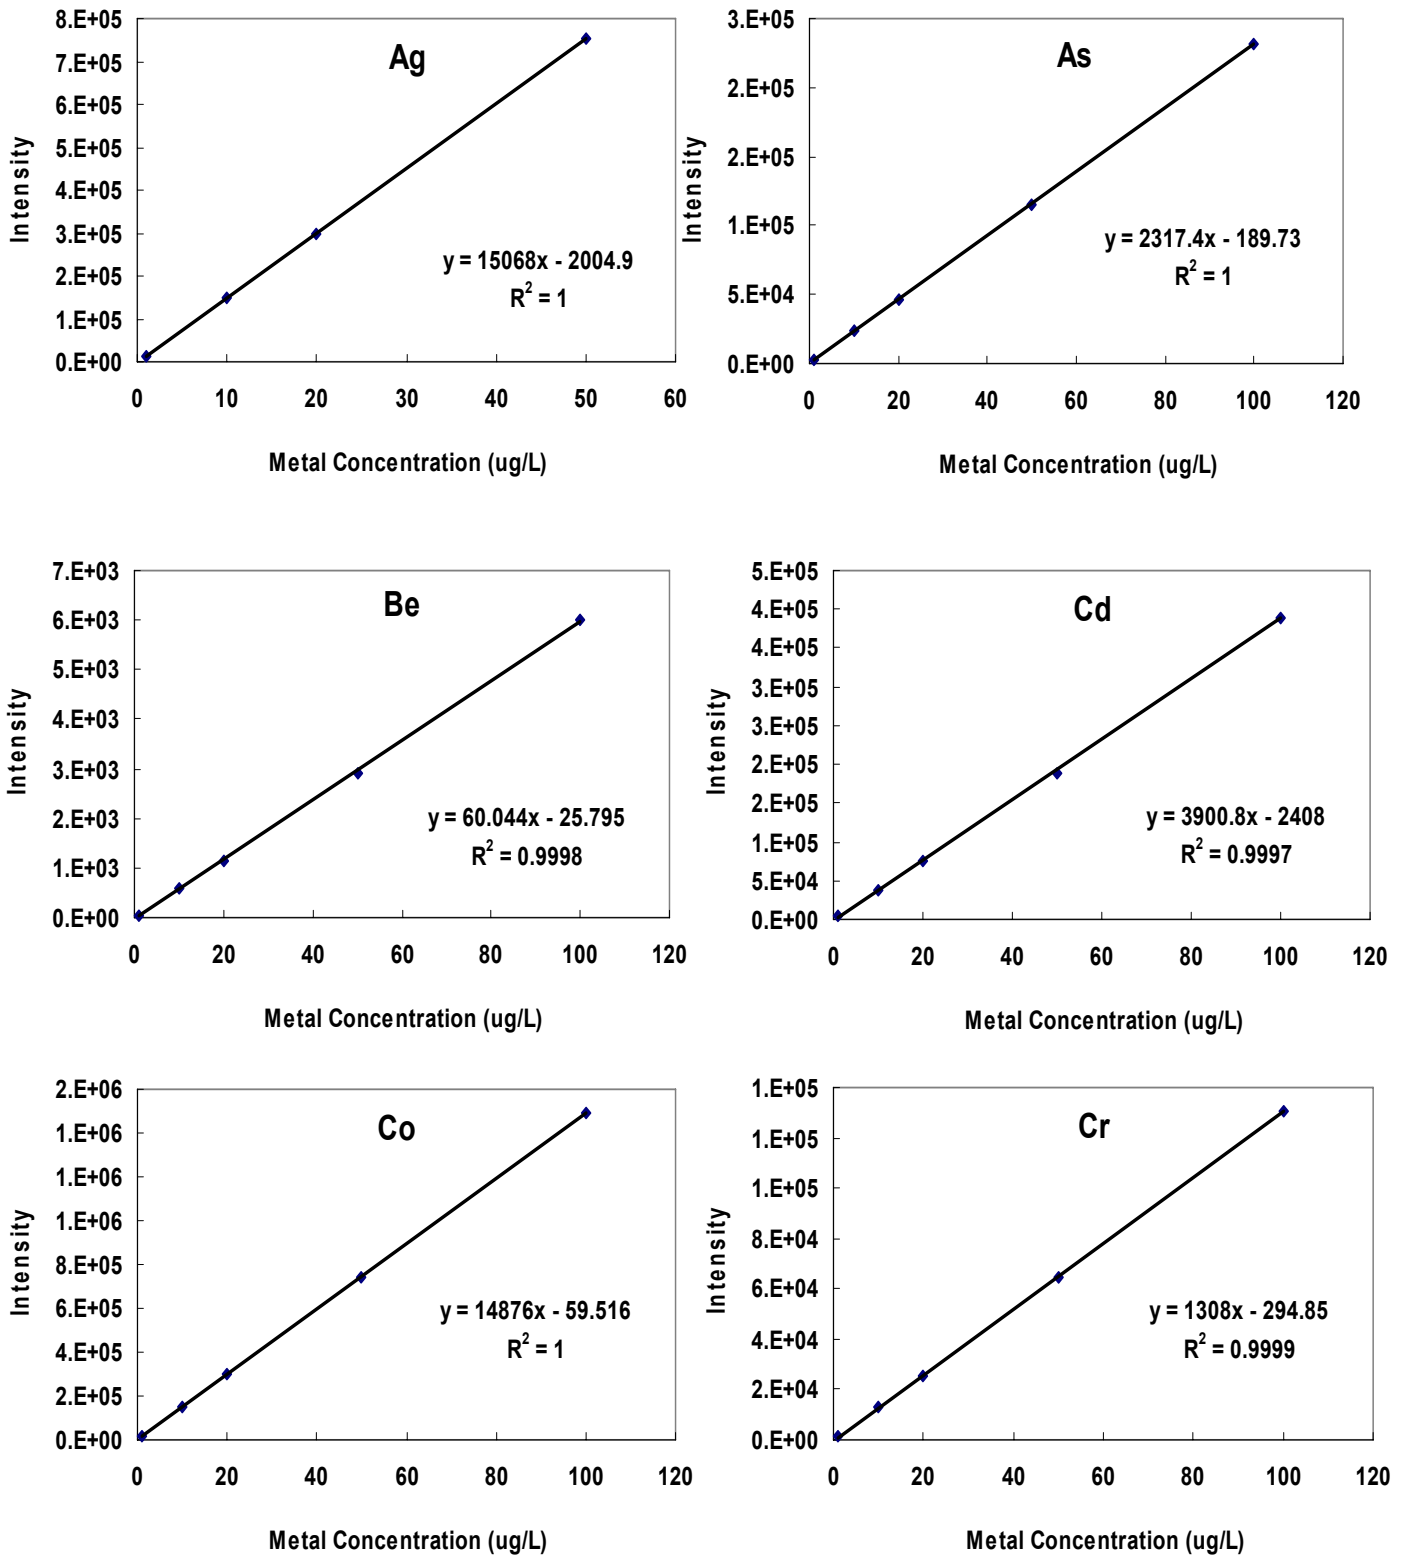 Ag
Intensity
8.E+05
7.E+05
6.E+05
5.E+05
4.E+05
3.E+05
2.E+05
1.E+05
0.E+00
y = 15068x - 2004.9
R² = 1
0 10 20 30 40 50 60
Metal Concentration (ug/L)
As
Intensity
3.E+05
2.E+05
2.E+05
1.E+05
5.E+04
0.E+00
y = 2317.4x - 189.73
R² = 1
0 20 40 60 80 100 120
Metal Concentration (ug/L)
Be
Intensity
7.E+03
6.E+03
5.E+03
4.E+03
3.E+03
2.E+03
1.E+03
0.E+00
y = 60.044x - 25.795
R² = 0.9998
0 20 40 60 80 100 120
Metal Concentration (ug/L)
Cd
Intensity
5.E+05
4.E+05
4.E+05
3.E+05
3.E+05
2.E+05
2.E+05
1.E+05
5.E+04
0.E+00
y = 3900.8x - 2408
R² = 0.9997
0 20 40 60 80 100 120
Metal Concentration (ug/L)
Co
Intensity
2.E+06
1.E+06
1.E+06
1.E+06
8.E+05
6.E+05
4.E+05
2.E+05
0.E+00
y = 14876x - 59.516
R² = 1
0 20 40 60 80 100 120
Metal Concentration (ug/L)
Cr
Intensity
1.E+05
1.E+05
1.E+05
8.E+04
6.E+04
4.E+04
2.E+04
0.E+00
y = 1308x - 294.85
R² = 0.9999
0 20 40 60 80 100 120
Metal Concentration (ug/L)